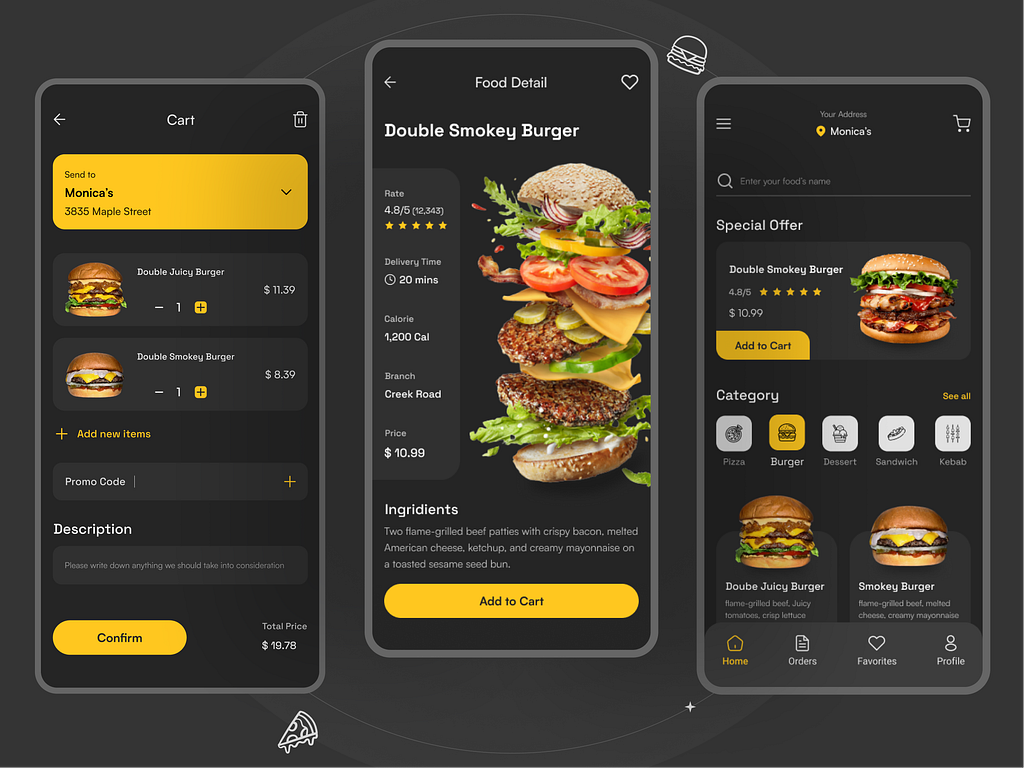 Cart
Send to
Monica's
3835 Maple Street
Double Juicy Burger
1
$ 11.39
Double Smokey Burger
1
$ 8.39
Add new items
Promo Code
Description
Please write down anything we should take into consideration
Confirm
Total Price
$ 19.78
Food Detail
Double Smokey Burger
Rate
4.8/5 (12,343)
Delivery Time
20 mins
Calorie
1,200 Cal
Branch
Creek Road
Price
$ 10.99
Ingridients
Two flame-grilled beef patties with crispy bacon, melted
American cheese, ketchup, and creamy mayonnaise on
a toasted sesame seed bun.
Add to Cart
Your Address
Monica's
Enter your food's name
Special Offer
Double Smokey Burger
4.8/5
$ 10.99
Add to Cart
Category
See all
Pizza
Burger
Dessert
Sandwich
Kebab
Doube Juicy Burger
flame-grilled beef, Juicy
tomatoes, crisp lettuce
Smokey Burger
flame-grilled beef, melted
cheese, creamy mayonnaise
Home
Orders
Favorites
Profile